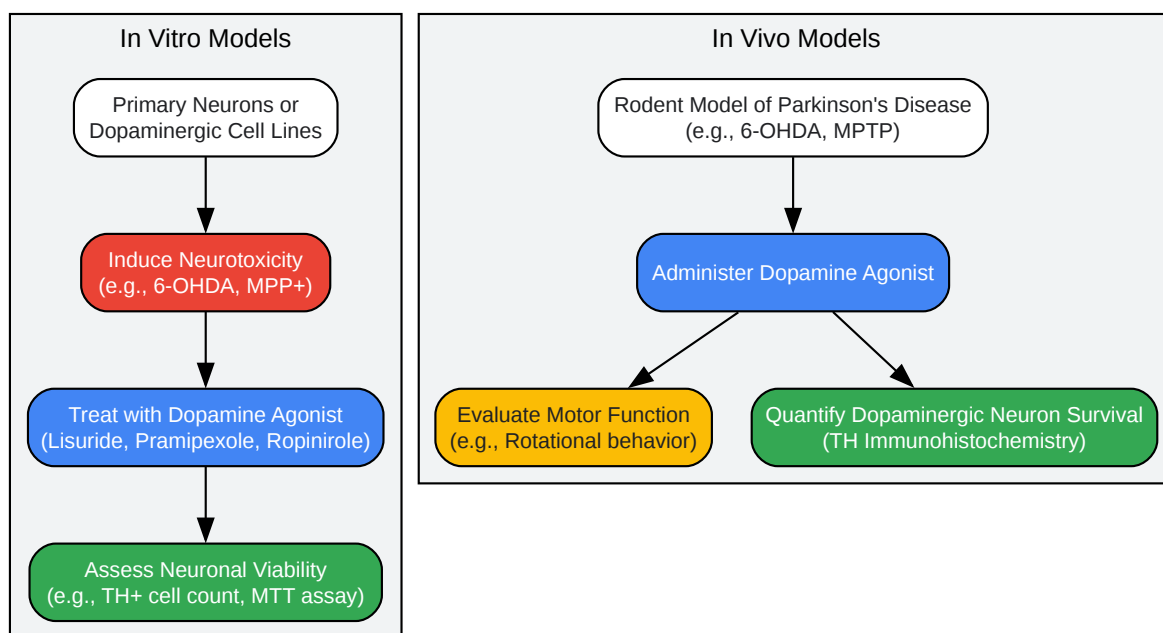 In Vitro Models
Primary Neurons or
Dopaminergic Cell Lines
Induce Neurotoxicity
(e.g., 6-OHDA, MPP+)
Treat with Dopamine Agonist
(Lisuride, Pramipexole, Ropinirole)
Assess Neuronal Viability
(e.g., TH+ cell count, MTT assay)
In Vivo Models
Rodent Model of Parkinson's Disease
(e.g., 6-OHDA, MPTP)
Administer Dopamine Agonist
Evaluate Motor Function
(e.g., Rotational behavior)
Quantify Dopaminergic Neuron Survival
(TH Immunohistochemistry)